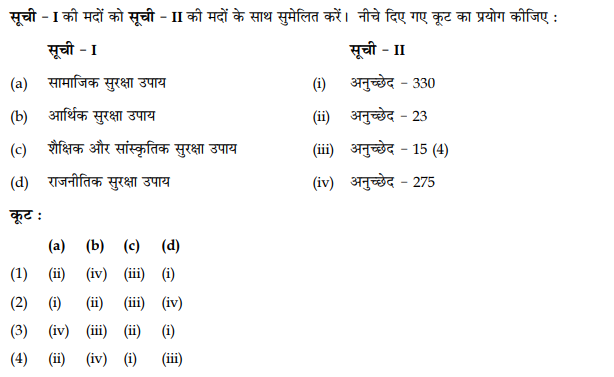 सूची - I की मदों को सूची - II की मदों के साथ सुमेलित करें। नीचे दिए गए कूट का प्रयोग कीजिए :
सूची - I सूची - II
(a) सामाजिक सुरक्षा उपाय (i) अनुच्छेद - 330
(b) आर्थिक सुरक्षा उपाय (ii) अनुच्छेद - 23
(c) शैक्षिक और सांस्कृतिक सुरक्षा उपाय (iii) अनुच्छेद - 15 (4)
(d) राजनीतिक सुरक्षा उपाय (iv) अनुच्छेद - 275
कूट :
(a) (b) (c) (d)
(1) (ii) (iv) (iii) (i)
(2) (i) (ii) (iii) (iv)
(3) (iv) (iii) (ii) (i)
(4) (ii) (iv) (i) (iii)